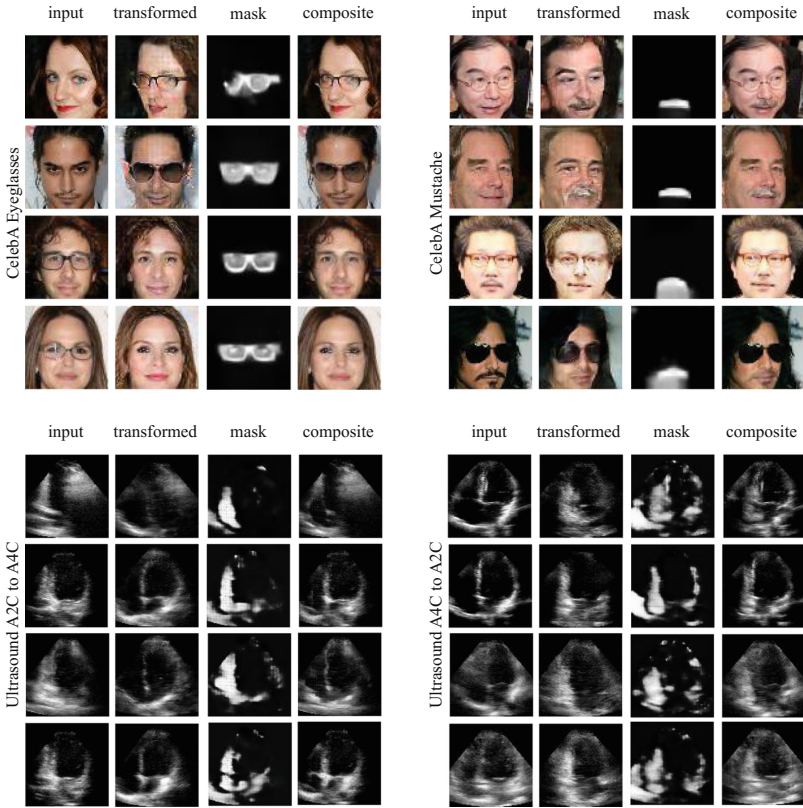 input transformed mask composite
CelebA Eyeglasses
input transformed mask composite
CelebA Mustache
input transformed mask composite
Ultrasound A2C to A4C
input transformed mask composite
Ultrasound A4C to A2C